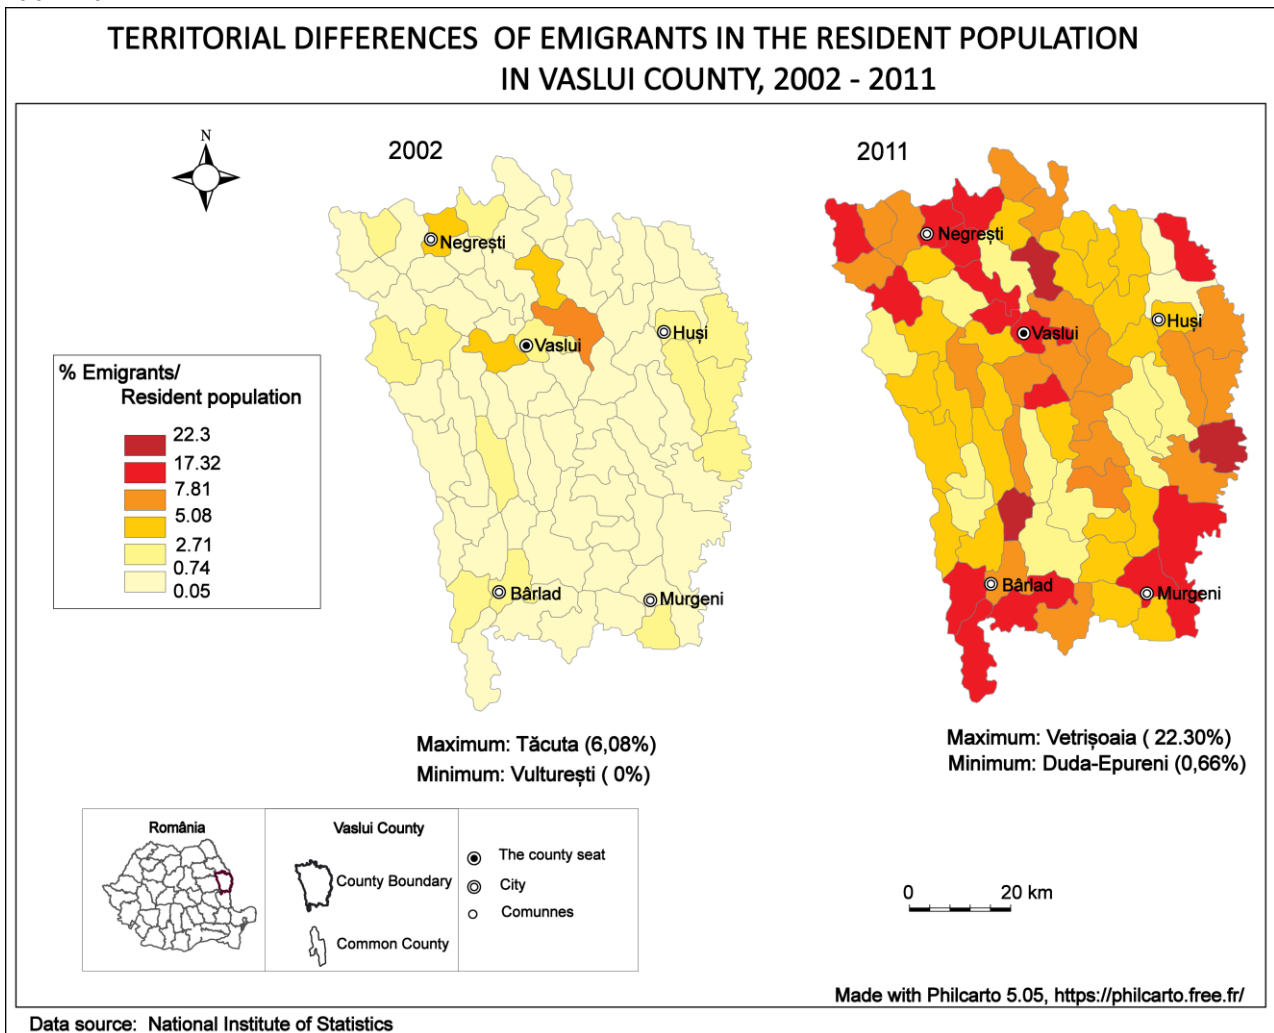 TERRITORIAL DIFFERENCES OF EMIGRANTS IN THE RESIDENT POPULATION
IN VASLUI COUNTY, 2002 - 2011
N
2002
2011
Negrești
Vaslui
Huși
Bârlad
Murgeni
Negrești
Vaslui
Huși
Bârlad
Murgeni
% Emigrants/
Resident population
22.3
17.32
7.81
5.08
2.71
0.74
0.05
Maximum: Tăcuta (6,08%)
Minimum: Vulturești ( 0%)
Maximum: Vetrișoaia ( 22.30%)
Minimum: Duda-Epureni (0,66%)
România
Vaslui County
County Boundary
Common County
The county seat
City
Comunnes
0 20 km
Made with Philcarto 5.05, https://philcarto.free.fr/
Data source: National Institute of Statistics